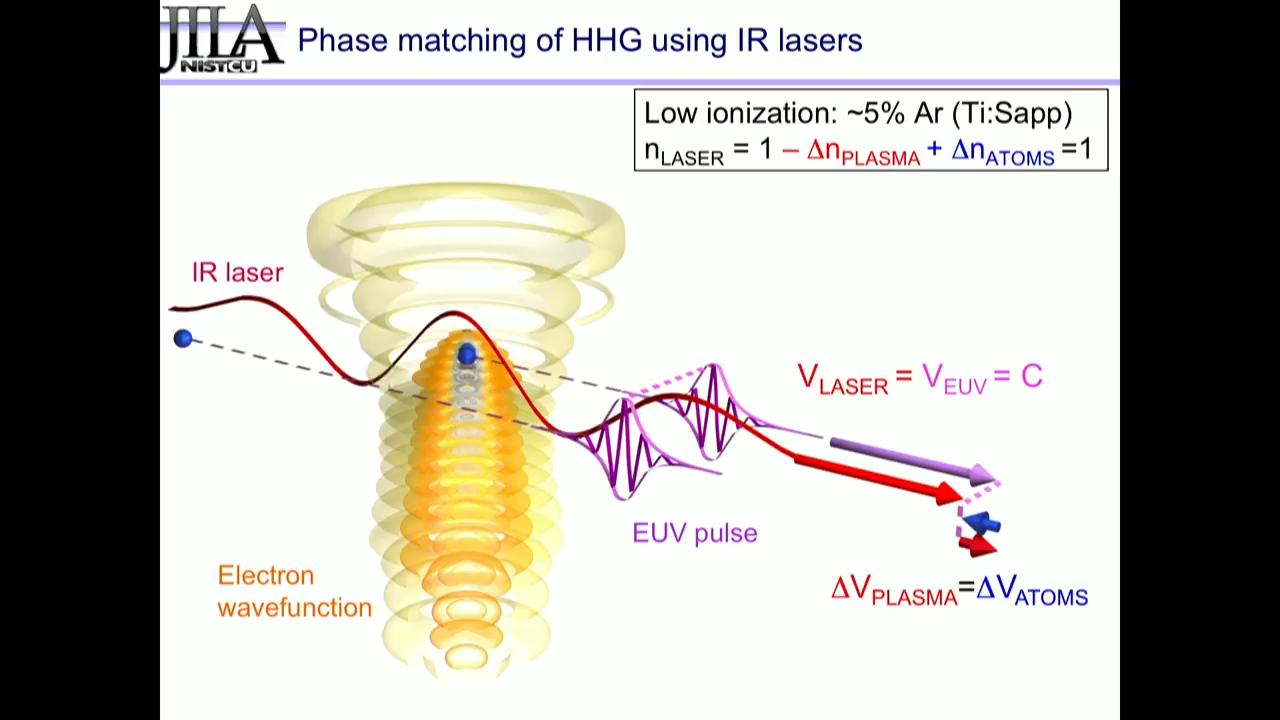 JILA
NIST CU
Phase matching of HHG using IR lasers
Low ionization: ~5% Ar (Ti:Sapp)
nLASER = 1 – ΔnPLASMA + ΔnATOMS =1
IR laser
VLASER = VEUV = C
EUV pulse
Electron
wavefunction
ΔVPLASMA=ΔVATOMS